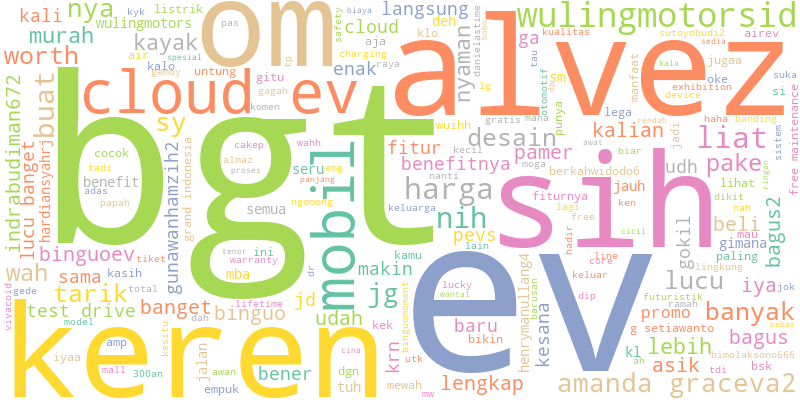 kali
nya
kyk
listrik
om
pas
safety
biaya
langsung
deh
wulingmotors
cloud
klo
wulingmotorsid
worth
murah
kayak
air
aja
enak
nyaman
danielastime
ga
kualitas
sutoyobudi2
sedia
airev
kalo
spesial
gemby
untung
tp
raya
charging
alvez
tau
sm
manfaat
jugaa
oke
suka
device
si
indrabudiman672
buat
cloud ev
gitu
gagah
komen
lg
gratis
mana
otomotif
punya
lega
exhibition
haha
banding
free maintenance
sy
bgt
wuihh
desain
kalian
rendah
liat
hardiansyahrj
lucu banget
cocok
tadi
benefit
adas
papah
gunawanhamzih2
grand indonesia
cakep
almaz
proses
wahh
seru
emg
panjang
ngomong
mobil
fitur
kecil
pamer
moga
awat
biar
jadi
benefitnya
nanti
berkahwidodo6
udh
pake
sistem
ringan
harga
fiturnya
jauh
lihat
dikit
semua
keluarga
nih
lagi
free
ken
nah
sih
gokil
beli
mau
bagus2
binguoev
tiket
tenor
ini
warranty
kamu
pevs
lain
hadir
cicil
gimana
paling
lingkung
wah
sama
kasih
mba
dr
makin
ev
lucky
wantal
henrymanullang4
line
core
keluar
lucu
iya
jok
gede
tarik
total
lifetime
jd
jg
barusan
kesana
dip
futuristik
ramah
vivacoid
test drive
banget
binguo
udah
binguomoment
baru
promo
banyak
model
keren
dah
kesitu
kek
krn
bikin
g setiawanto
bagus
bebas
iyaa
amp
jalan
cina
utk
kl
lebih
bimolaksono666
mall
300an
awan
bener
dgn
lengkap
ah
asik
tdi
bsk
empuk
tuh
mewah
mw
amanda graceva2